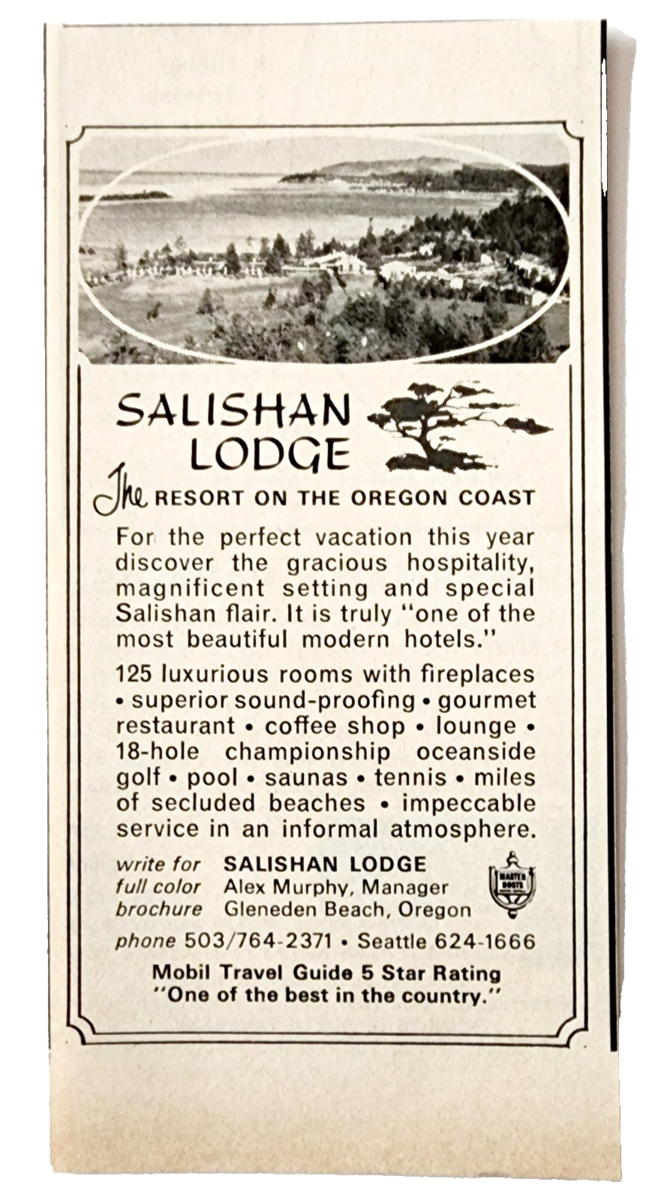 SALISHAN
LODGE
The RESORT ON THE OREGON COAST
For the perfect vacation this year
discover the gracious hospitality,
magnificent setting and special
Salishan flair. It is truly "one of the
most beautiful modern hotels."
125 luxurious rooms with fireplaces
• superior sound-proofing • gourmet
restaurant • coffee shop • lounge •
18-hole championship oceanside
golf • pool • saunas • tennis • miles
of secluded beaches • impeccable
service in an informal atmosphere.
write for SALISHAN LODGE
full color Alex Murphy, Manager
brochure Gleneden Beach, Oregon
MASTER
HOSTS
phone 503/764-2371 • Seattle 624-1666
Mobil Travel Guide 5 Star Rating
"One of the best in the country."